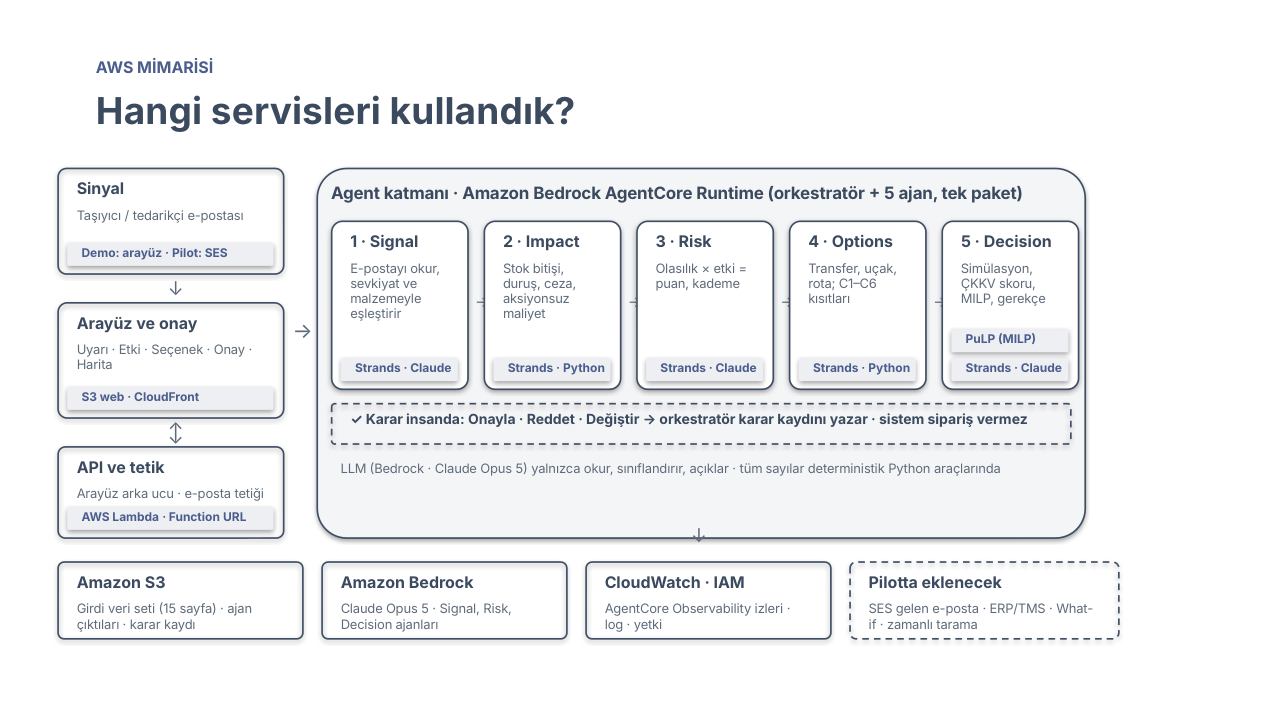 AWS MİMARİSİ
Hangi servisleri kullandık?
Sinyal
Taşıyıcı / tedarikçi e-postası
Demo: arayüz · Pilot: SES
↓
Arayüz ve onay
Uyarı · Etki · Seçenek · Onay ·
Harita
S3 web · CloudFront
↕
API ve tetik
Arayüz arka ucu · e-posta tetiği
AWS Lambda · Function URL
→
Agent katmanı · Amazon Bedrock AgentCore Runtime (orkestratör + 5 ajan, tek paket)
1 · Signal
E-postayı okur,
sevkiyat ve
malzemeyle
eşleştirir
Strands · Claude
2 · Impact
Stok bitişi,
duruş, ceza,
aksiyonsuz
maliyet
Strands · Python
3 · Risk
Olasılık × etki =
puan, kademe
Strands · Claude
4 · Options
Transfer, uçak,
rota; C1–C6
kısıtları
Strands · Python
5 · Decision
Simülasyon,
ÇKKV skoru,
MILP, gerekçe
PuLP (MILP)
Strands · Claude
✓ Karar insanda: Onayla · Reddet · Değiştir → orkestratör karar kaydını yazar · sistem sipariş vermez
LLM (Bedrock · Claude Opus 5) yalnızca okur, sınıflandırır, açıklar · tüm sayılar deterministik Python araçlarında
↓
Amazon S3
Girdi veri seti (15 sayfa) · ajan
çıktıları · karar kaydı
Amazon Bedrock
Claude Opus 5 · Signal, Risk,
Decision ajanları
CloudWatch · IAM
AgentCore Observability izleri ·
log · yetki
Pilotta eklenecek
SES gelen e-posta · ERP/TMS · What-
if · zamanlı tarama